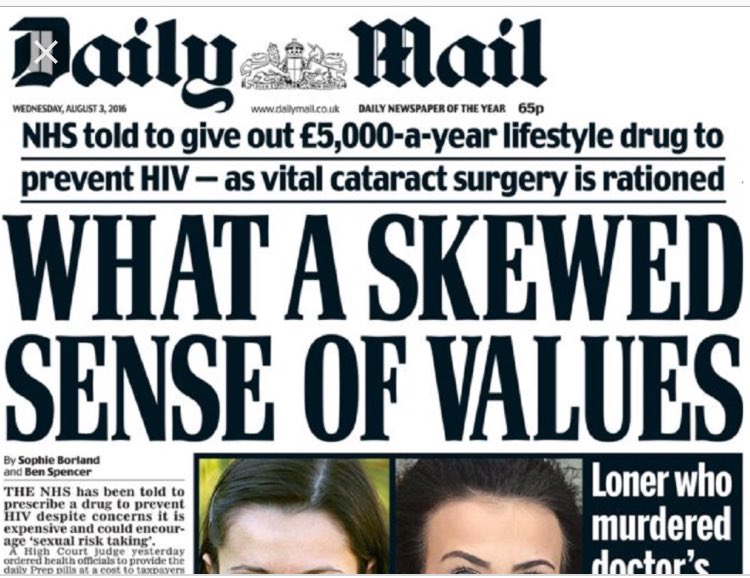 Daily Mail
WEDNESDAY, AUGUST 3, 2016 www.dailymail.co.uk DAILY NEWSPAPER OF THE YEAR 65p
NHS told to give out £5,000-a-year lifestyle drug to
prevent HIV – as vital cataract surgery is rationed
WHAT A SKEWED
SENSE OF VALUES
By Sophie Borland
and Ben Spencer
THE NHS has been told to
prescribe a drug to prevent
HIV despite concerns it is
expensive and could encour-
age ‘sexual risk taking’.
A High Court judge yesterday
ordered health officials to provide the
daily Prep pills at a cost to taxpayers
Loner who
murdered
doctor's